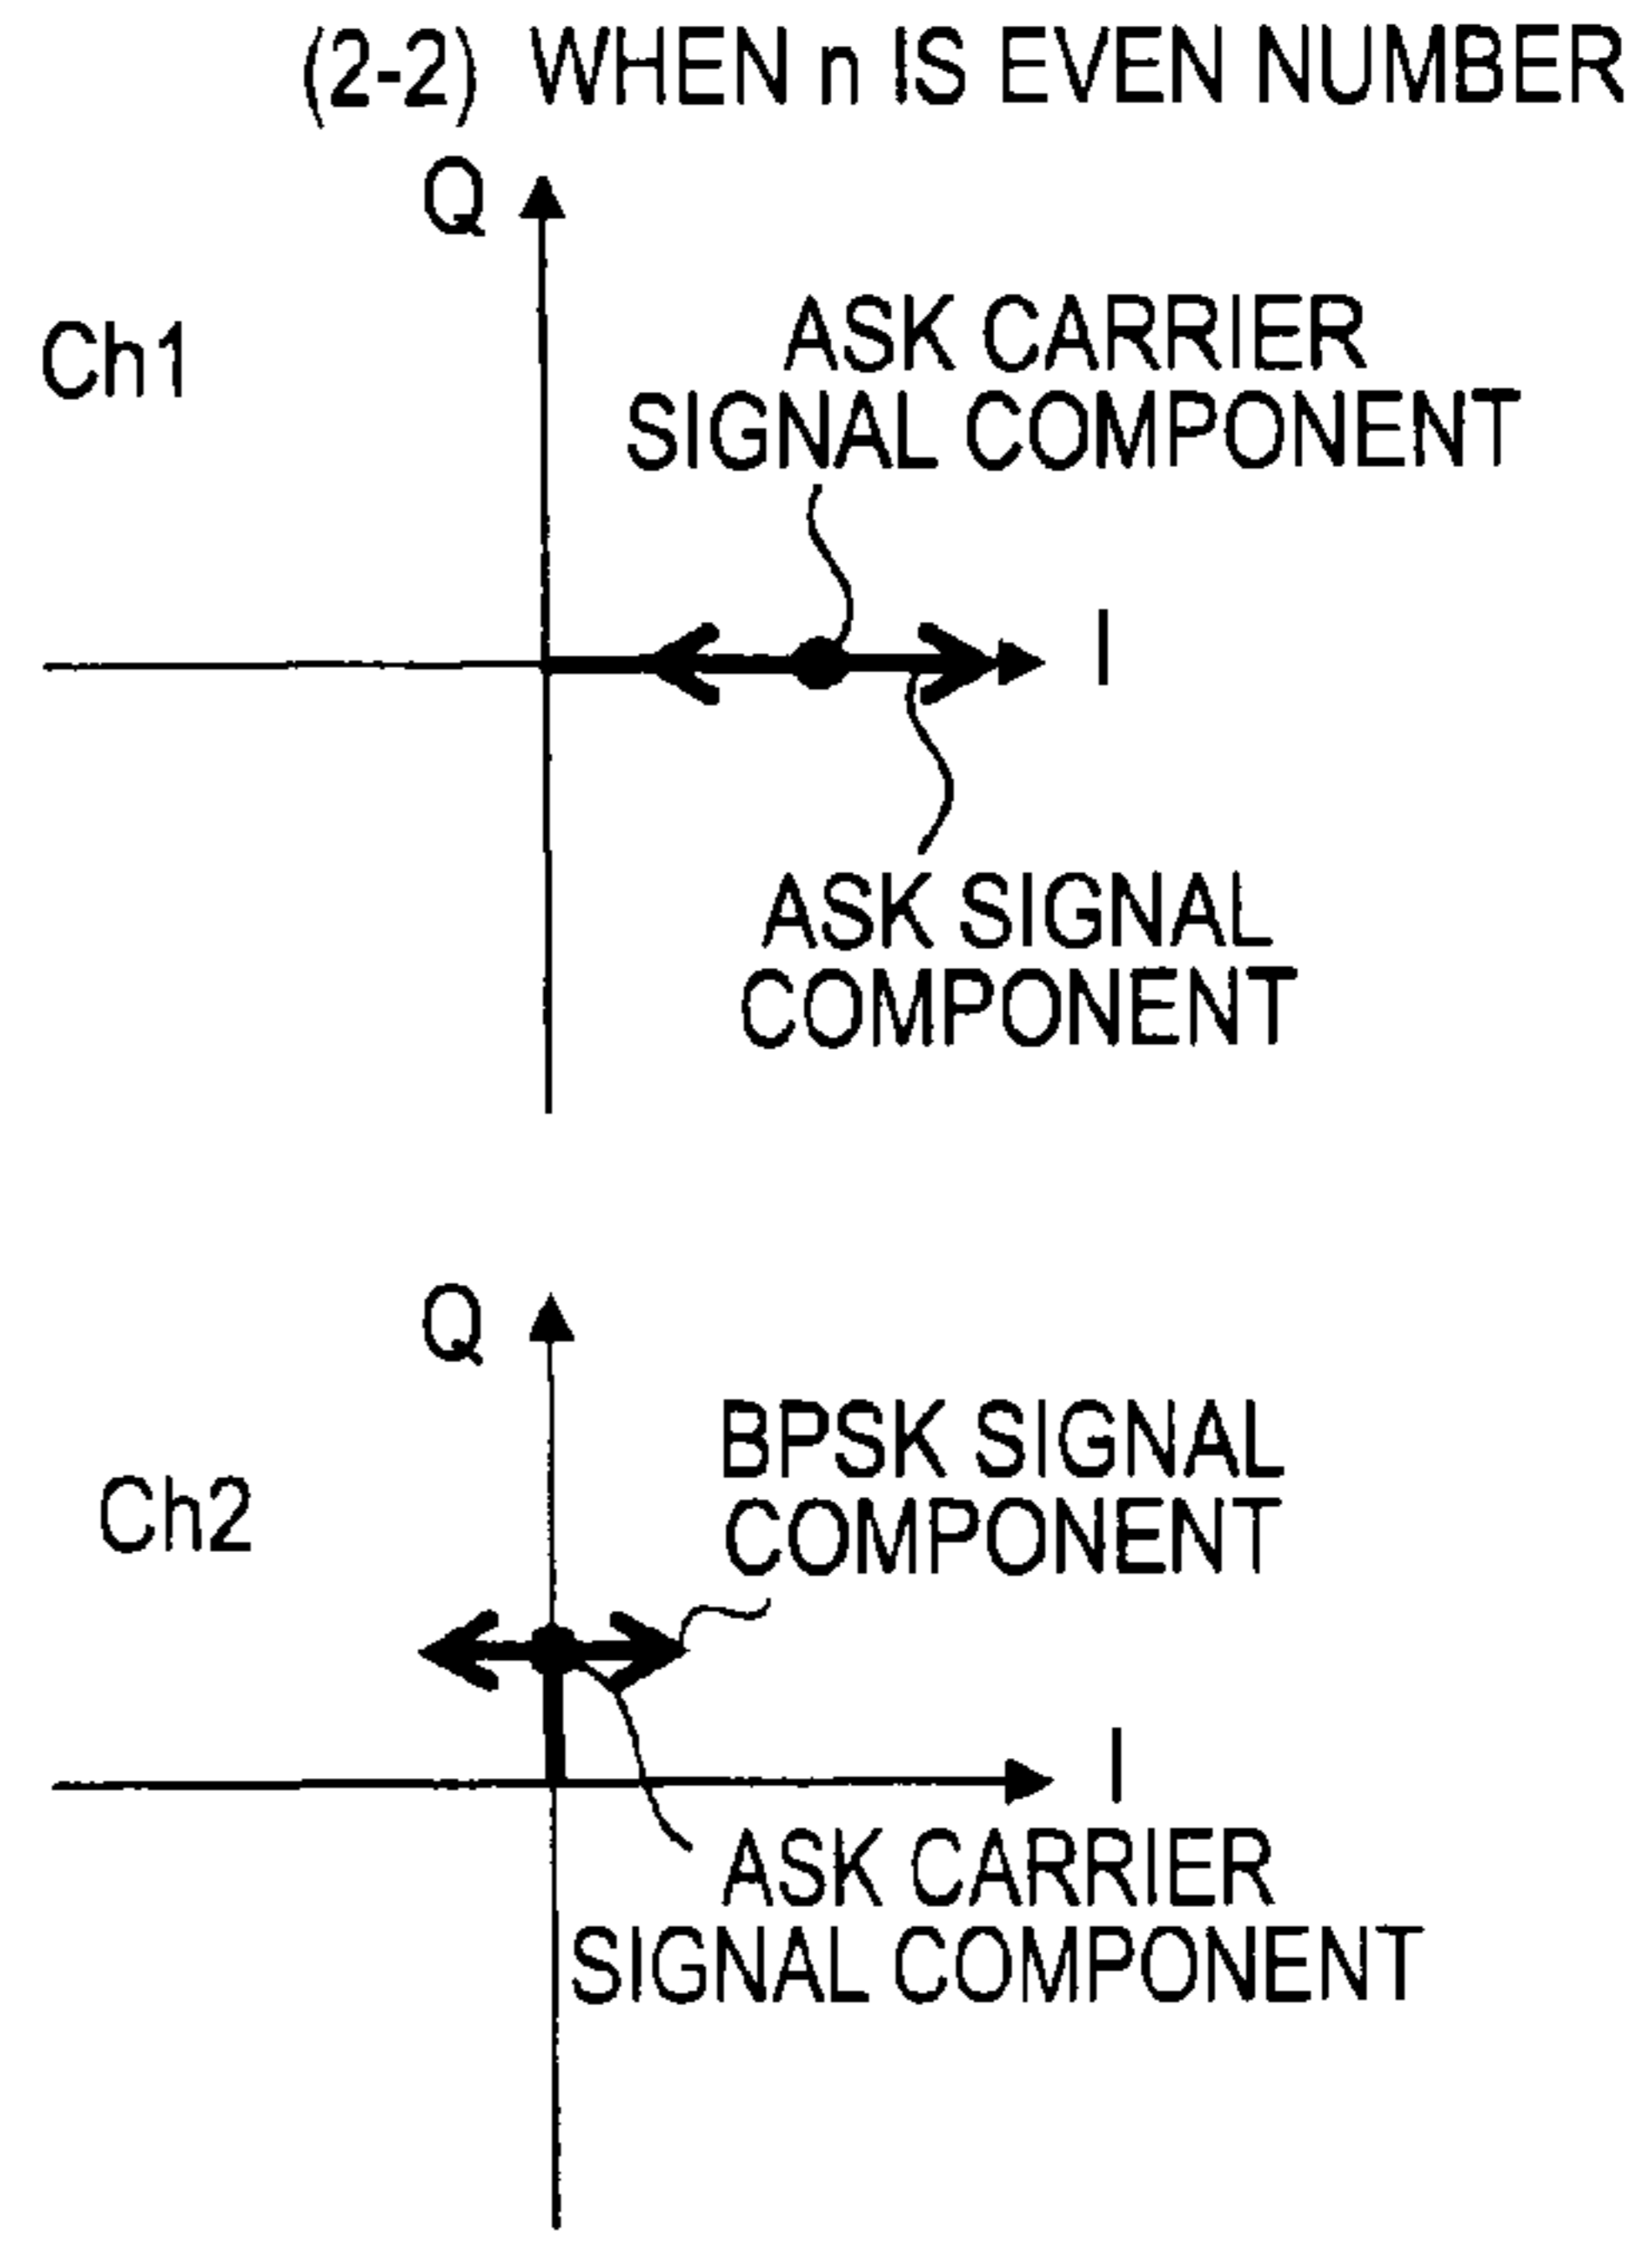 (2-2) WHEN n IS EVEN NUMBER
Q
Ch1
ASK CARRIER
SIGNAL COMPONENT
I
ASK SIGNAL
COMPONENT
Q
BPSK SIGNAL
COMPONENT
Ch2
I
ASK CARRIER
SIGNAL COMPONENT